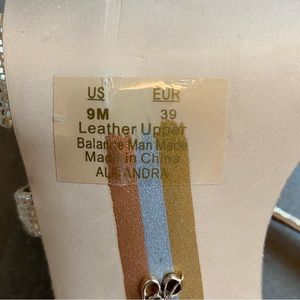 US EUR
9M 39
Leather Upper
Balance Man Made
Made in China